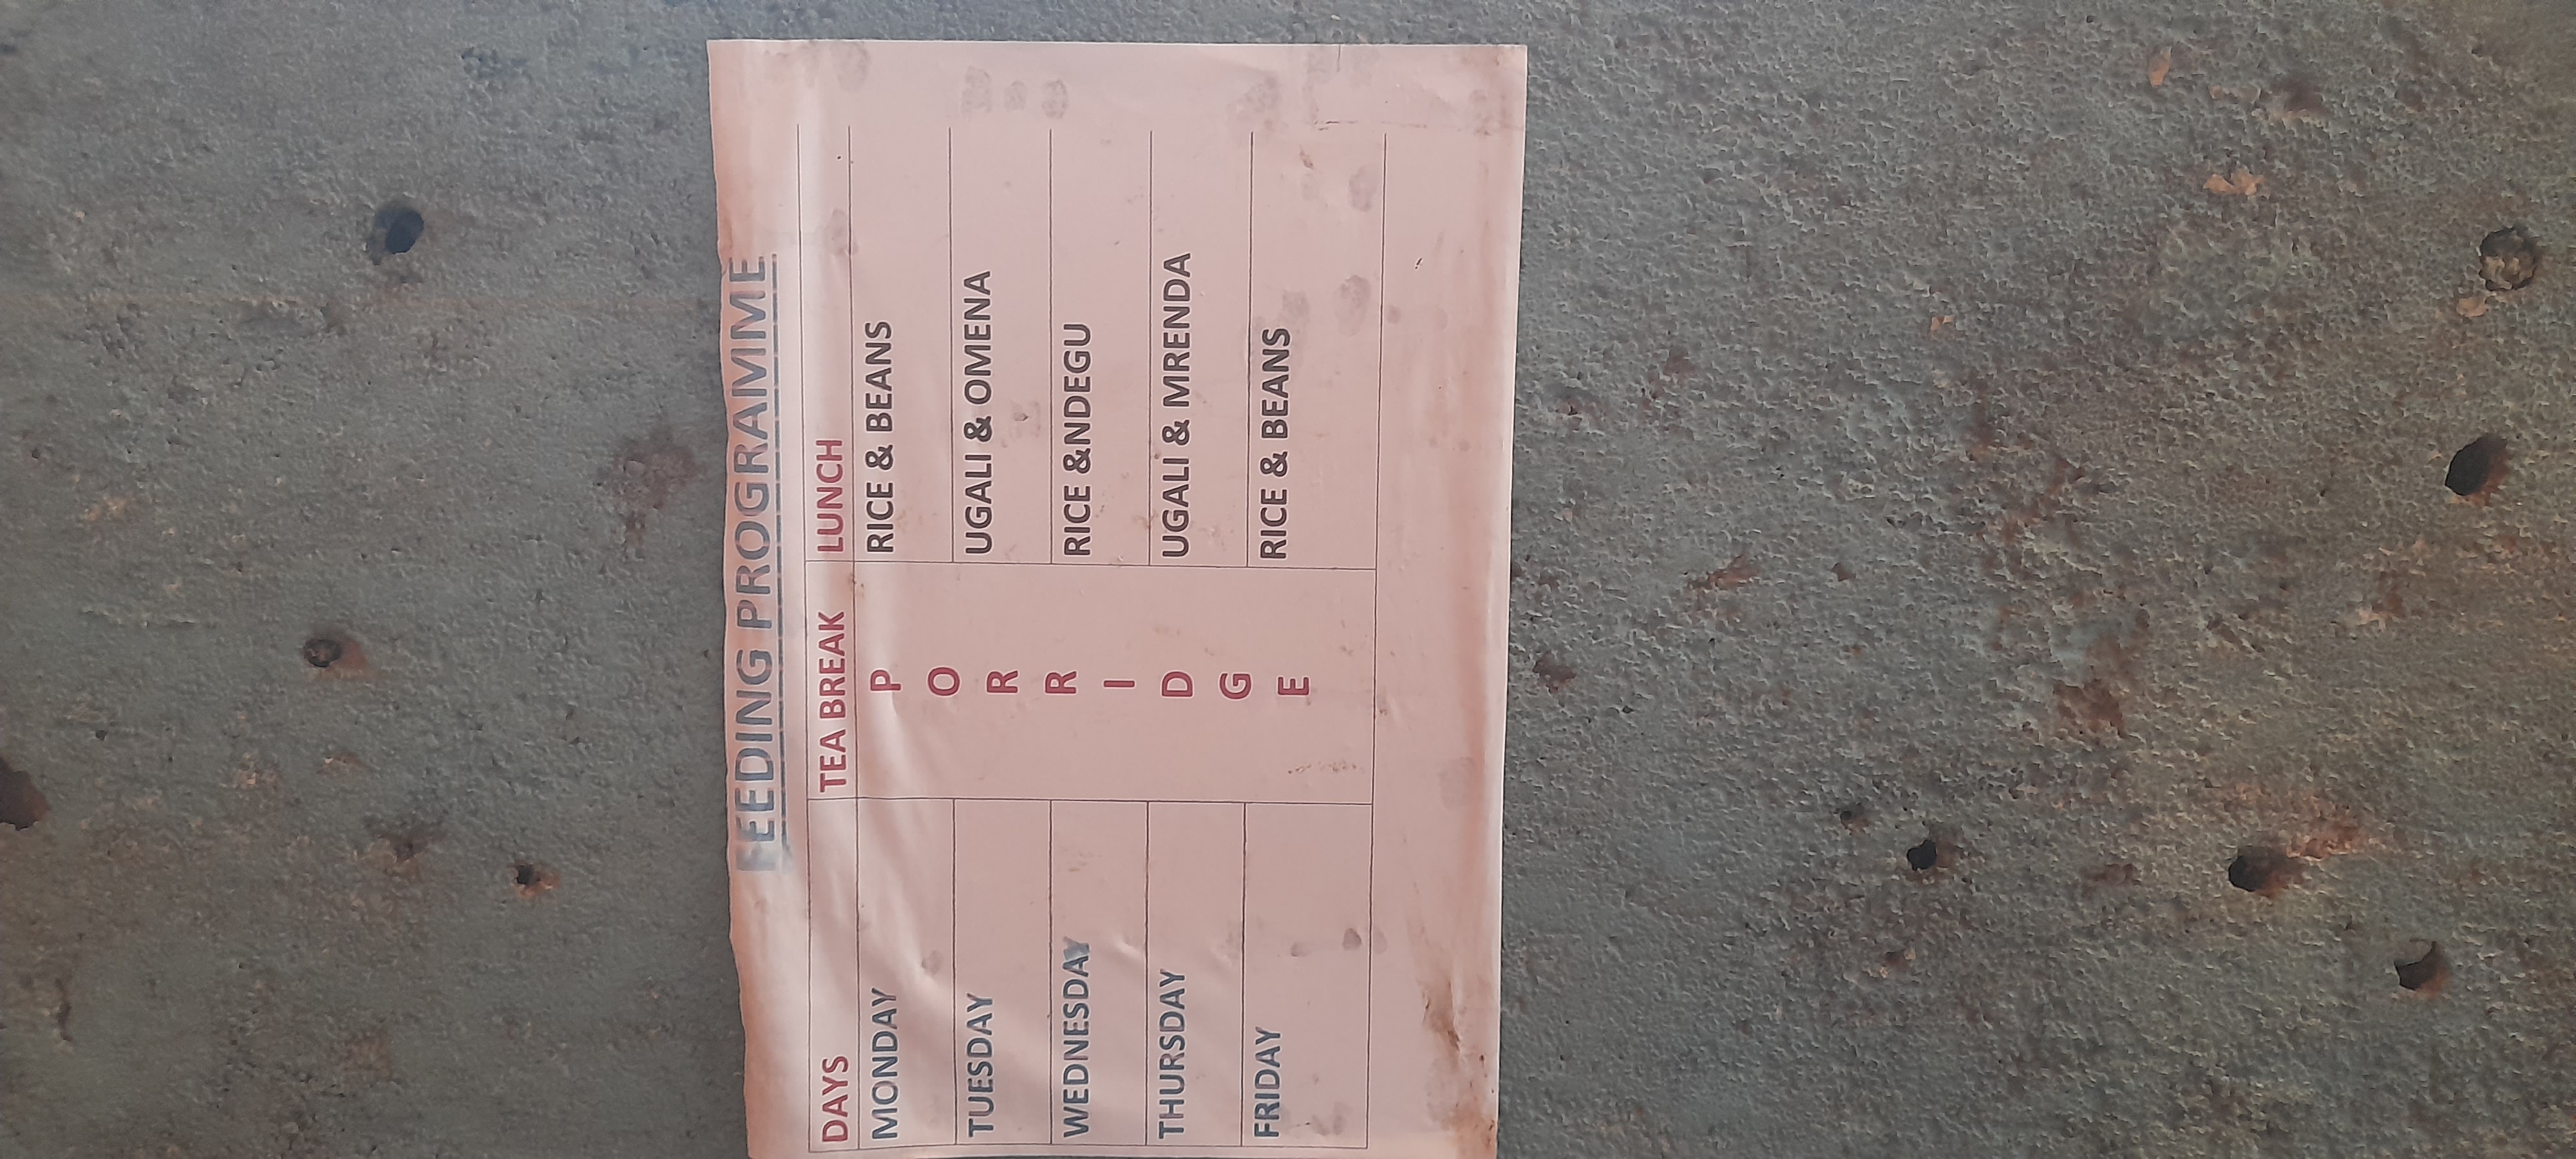 FEEDING PROOGRAMME
DAYS TEA BREAK LUNCH
MONDAY RICE & BEANS
TUESDAY UGALI & OMENA
WEDNESDAY RICE &NDEGU
THURSDAY UGALI & MRENDA
FRIDAY RICE & BEANS
P
O
R
R
I
D
G
E